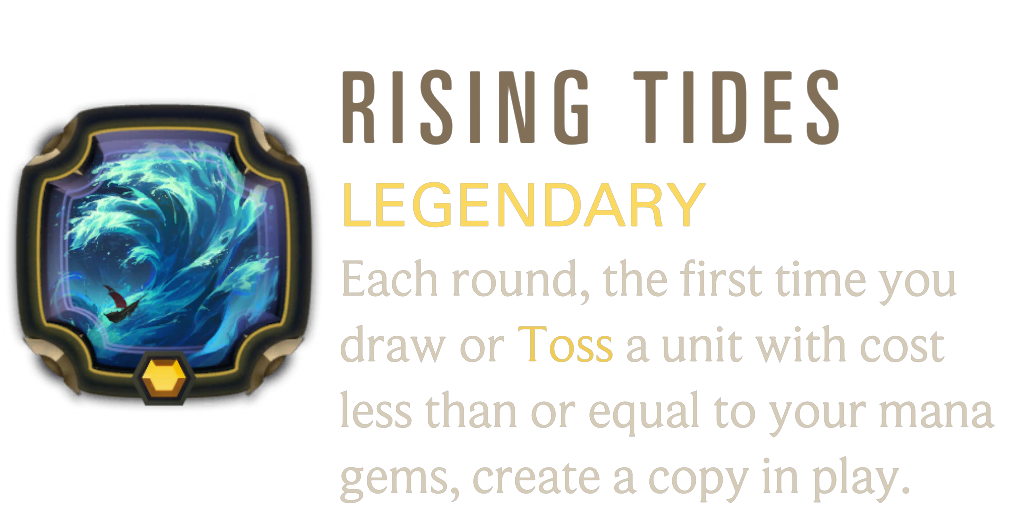 RISING TIDES
LEGENDARY
Each round, the first time you
draw or Toss a unit with cost
less than or equal to your mana
gems, create a copy in play.